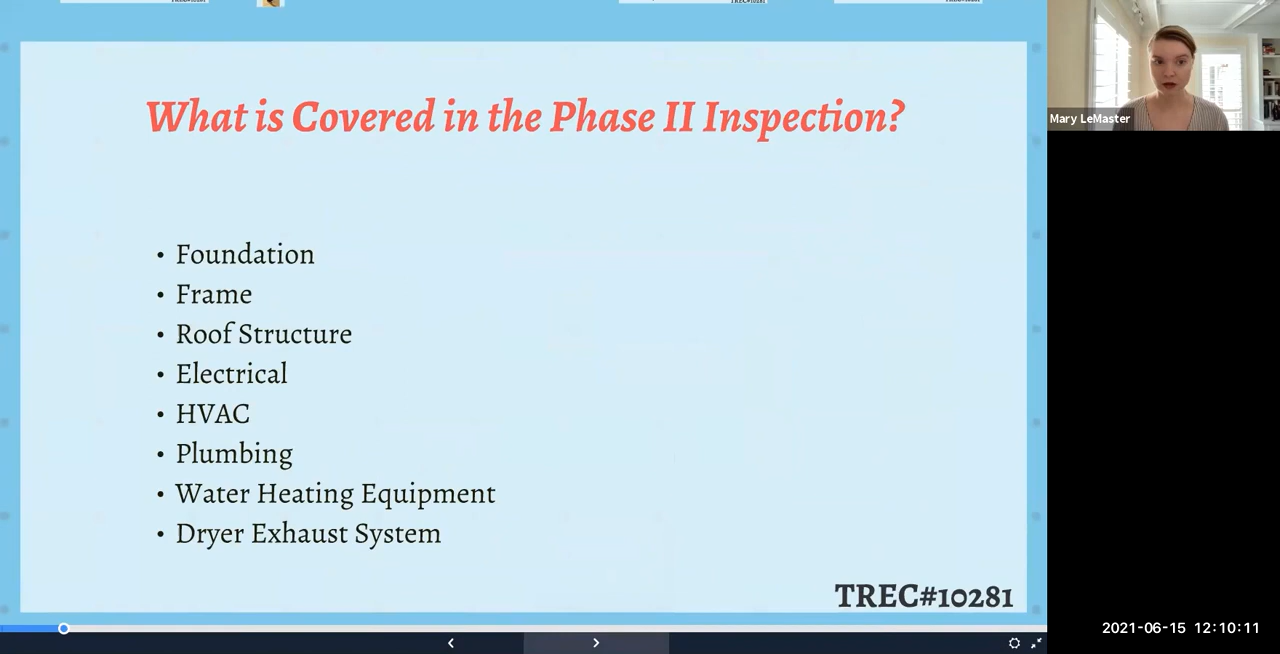 What is Covered in the Phase II Inspection?
• Foundation
• Frame
• Roof Structure
• Electrical
• HVAC
• Plumbing
• Water Heating Equipment
• Dryer Exhaust System
TREC#10281
Mary LeMaster
2021-06-15 12:10:11